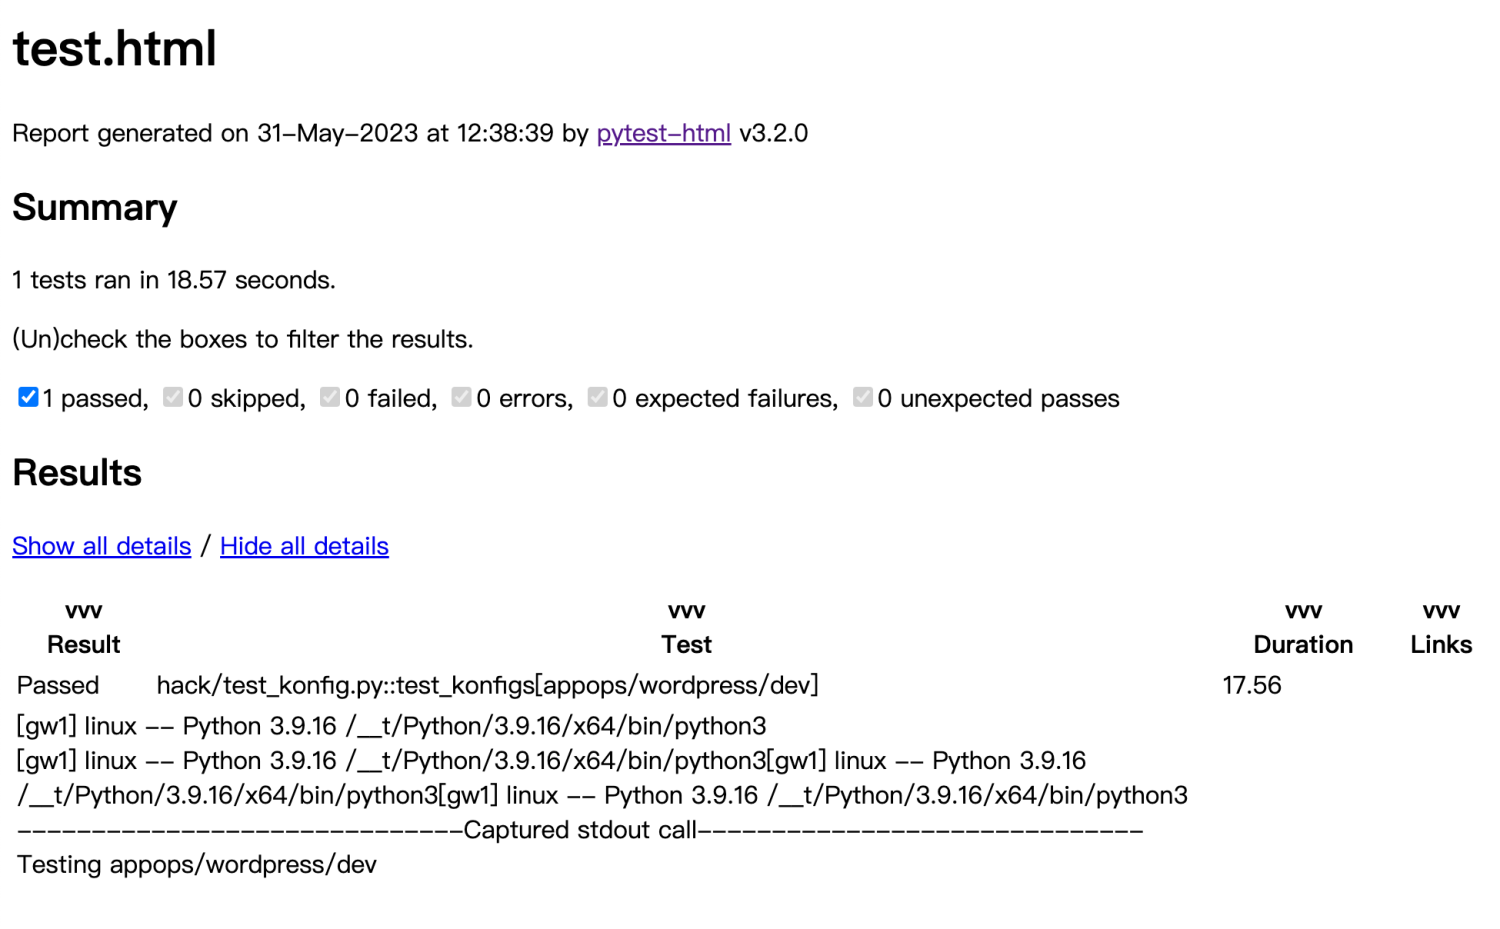 test.html
Report generated on 31-May-2023 at 12:38:39 by pytest-html v3.2.0
Summary
1 tests ran in 18.57 seconds.
(Un)check the boxes to filter the results.
1 passed, 0 skipped, 0 failed, 0 errors, 0 expected failures, 0 unexpected passes
Results
Show all details / Hide all details
vvv vvv vvv vvv
Result Test Duration Links
Passed hack/test_konfig.py::test_konfigs[appops/wordpress/dev] 17.56
[gw1] linux -- Python 3.9.16 /__t/Python/3.9.16/x64/bin/python3
[gw1] linux -- Python 3.9.16 /__t/Python/3.9.16/x64/bin/python3[gw1] linux -- Python 3.9.16
/__t/Python/3.9.16/x64/bin/python3[gw1] linux -- Python 3.9.16 /__t/Python/3.9.16/x64/bin/python3
------------------------------Captured stdout call------------------------------
Testing appops/wordpress/dev